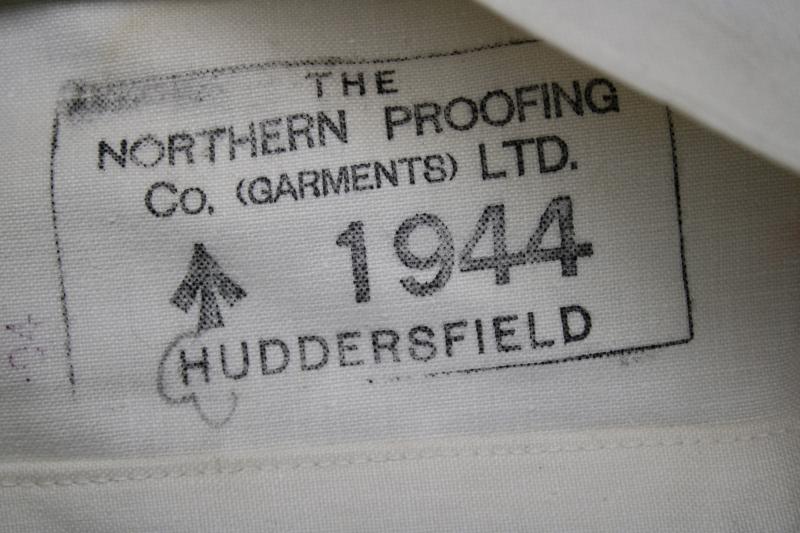 THE
NORTHERN PROOFING
Co. (GARMENTS) LTD.
1944
HUDDERSFIELD